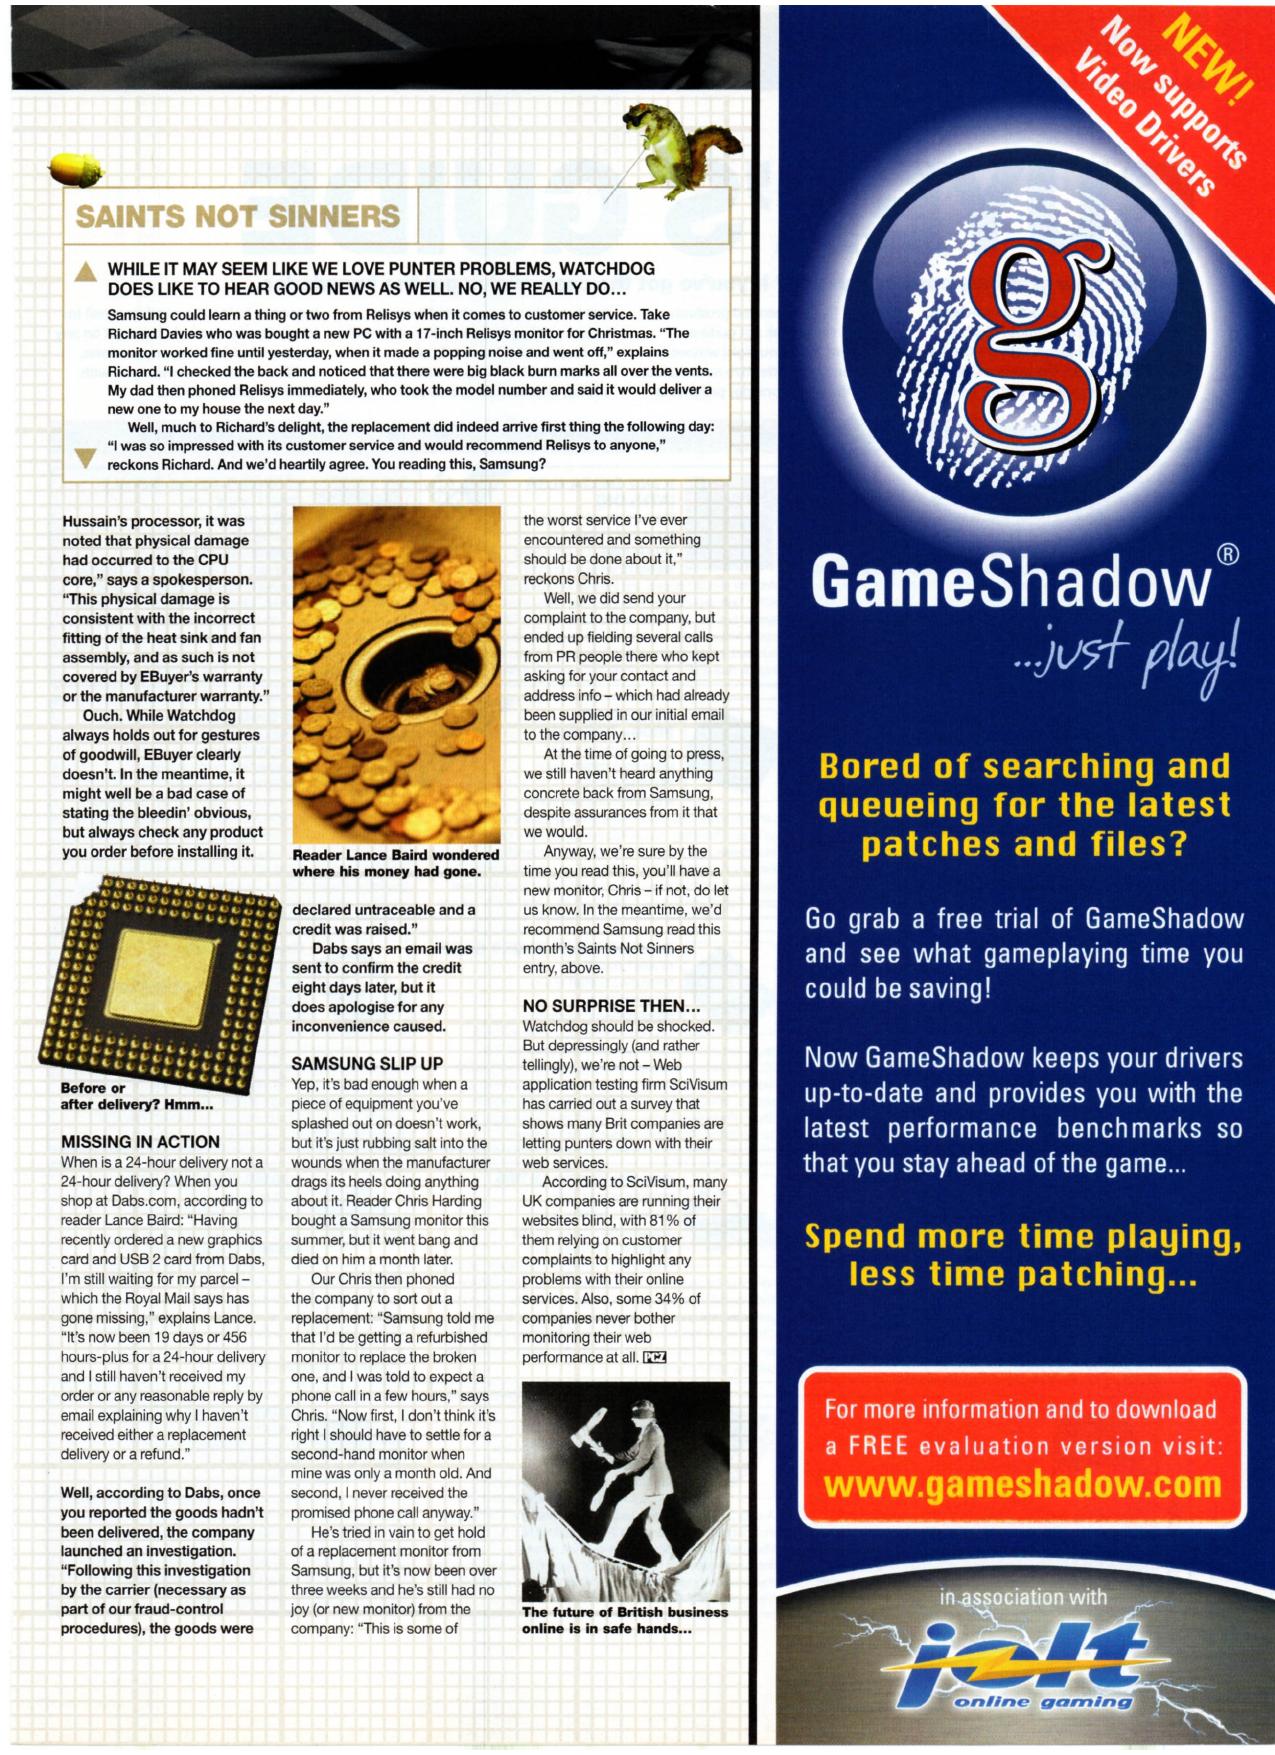 SAINTS NOT SINNERS
WHILE IT MAY SEEM LIKE WE LOVE PUNTER PROBLEMS, WATCHDOG
DOES LIKE TO HEAR GOOD NEWS AS WELL. NO, WE REALLY DO...
Samsung could learn a thing or two from Relisys when it comes to customer service. Take
Richard Davies who was bought a new PC with a 17-inch Relisys monitor for Christmas. “The
monitor worked fine until yesterday, when it made a popping noise and went off,” explains
Richard. “I checked the back and noticed that there were big black burn marks all over the vents.
My dad then phoned Relisys immediately, who took the model number and said it would deliver a
new one to my house the next day.”
Well, much to Richard's delight, the replacement did indeed arrive first thing the following day:
“I was so impressed with its customer service and would recommend Relisys to anyone,”
reckons Richard. And we'd heartily agree. You reading this, Samsung?
Hussain's processor, it was
noted that physical damage
had occurred to the CPU
core,” says a spokesperson.
“This physical damage is
consistent with the incorrect
fitting of the heat sink and fan
assembly, and as such is not
covered by EBuyer's warranty
or the manufacturer warranty.”
Ouch. While Watchdog
always holds out for gestures
of goodwill, EBuyer clearly
doesn't. In the meantime, it
might well be a bad case of
stating the bleedin' obvious,
but always check any product
you order before installing it.
Before or
after delivery? Hmm...
MISSING IN ACTION
When is a 24-hour delivery not a
24-hour delivery? When you
shop at Dabs.com, according to
reader Lance Baird: “Having
recently ordered a new graphics
card and USB 2 card from Dabs,
I'm still waiting for my parcel –
which the Royal Mail says has
gone missing,” explains Lance.
“It's now been 19 days or 456
hours-plus for a 24-hour delivery
and I still haven't received my
order or any reasonable reply by
email explaining why I haven't
received either a replacement
delivery or a refund.”
Well, according to Dabs, once
you reported the goods hadn't
been delivered, the company
launched an investigation.
“Following this investigation
by the carrier (necessary as
part of our fraud-control
procedures), the goods were
Reader Lance Baird wondered
where his money had gone.
declared untraceable and a
credit was raised.”
Dabs says an email was
sent to confirm the credit
eight days later, but it
does apologise for any
inconvenience caused.
SAMSUNG SLIP UP
Yep, it's bad enough when a
piece of equipment you've
splashed out on doesn't work,
but it's just rubbing salt into the
wounds when the manufacturer
drags its heels doing anything
about it. Reader Chris Harding
bought a Samsung monitor this
summer, but it went bang and
died on him a month later.
Our Chris then phoned
the company to sort out a
replacement: “Samsung told me
that I'd be getting a refurbished
monitor to replace the broken
one, and I was told to expect a
phone call in a few hours,” says
Chris. “Now first, I don't think it's
right I should have to settle for a
second-hand monitor when
mine was only a month old. And
second, I never received the
promised phone call anyway.”
He's tried in vain to get hold
of a replacement monitor from
Samsung, but it's now been over
three weeks and he's still had no
joy (or new monitor) from the
company: “This is some of
the worst service I've ever
encountered and something
should be done about it,”
reckons Chris.
Well, we did send your
complaint to the company, but
ended up fielding several calls
from PR people there who kept
asking for your contact and
address info – which had already
been supplied in our initial email
to the company...
At the time of going to press,
we still haven't heard anything
concrete back from Samsung,
despite assurances from it that
we would.
Anyway, we're sure by the
time you read this, you'll have a
new monitor, Chris – if not, do let
us know. In the meantime, we'd
recommend Samsung read this
month's Saints Not Sinners
entry, above.
NO SURPRISE THEN...
Watchdog should be shocked.
But depressingly (and rather
tellingly), we're not – Web
application testing firm SciVisum
has carried out a survey that
shows many Brit companies are
letting punters down with their
web services.
According to SciVisum, many
UK companies are running their
websites blind, with 81% of
them relying on customer
complaints to highlight any
problems with their online
services. Also, some 34% of
companies never bother
monitoring their web
performance at all. PCZ
The future of British business
online is in safe hands...
NEW!
Now supports
Video Drivers
g
GameShadow®
...just play!
Bored of searching and
queueing for the latest
patches and files?
Go grab a free trial of GameShadow
and see what gameplaying time you
could be saving!
Now GameShadow keeps your drivers
up-to-date and provides you with the
latest performance benchmarks so
that you stay ahead of the game...
Spend more time playing,
less time patching...
For more information and to download
a FREE evaluation version visit:
www.gameshadow.com
in association with
jolt
online gaming